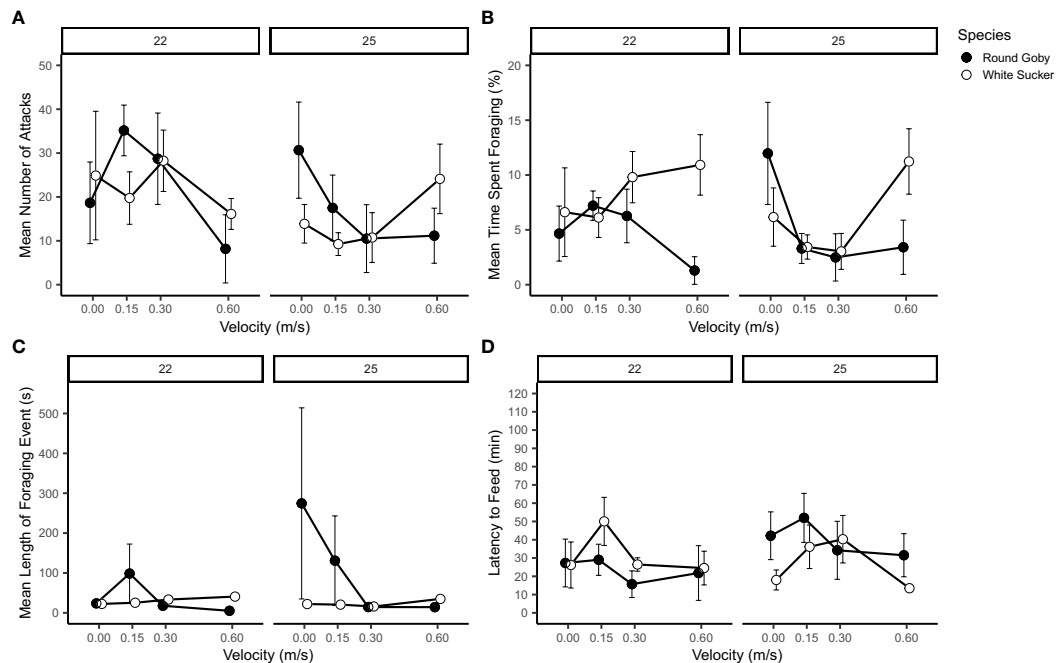 A
B
22
25
22
25
Species
Round Goby
White Sucker
Mean Number of Attacks
50
40
30
20
10
0
0.00 0.15 0.30 0.60
0.00 0.15 0.30 0.60
Velocity (m/s)
Mean Time Spent Foraging (%)
20
15
10
5
0
0.00 0.15 0.30 0.60
0.00 0.15 0.30 0.60
Velocity (m/s)
C
D
22
25
22
25
Mean Length of Foraging Event (s)
500
400
300
200
100
0
0.00 0.15 0.30 0.60
0.00 0.15 0.30 0.60
Velocity (m/s)
Latency to Feed (min)
120
110
100
90
80
70
60
50
40
30
20
10
0
0.00 0.15 0.30 0.60
0.00 0.15 0.30 0.60
Velocity (m/s)